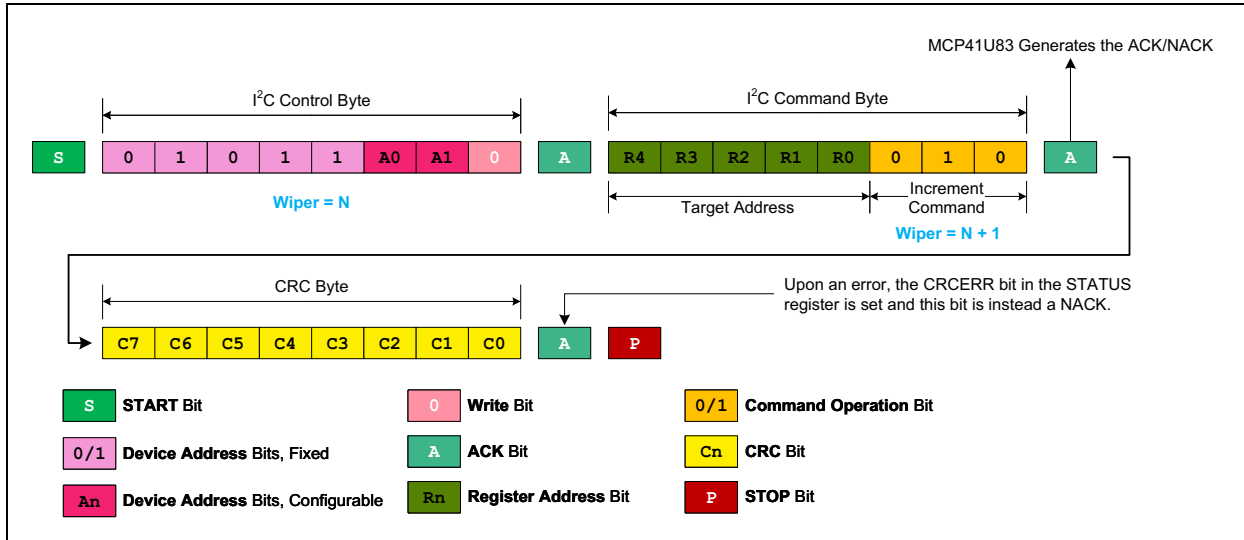 MCP41U83 Generates the ACK/NACK
I²C Control Byte
I²C Command Byte
S 0 1 0 1 1 A0 A1 0 A R4 R3 R2 R1 R0 0 1 0 A
Wiper = N
Target Address
Increment
Command
Wiper = N + 1
CRC Byte
Upon an error, the CRCERR bit in the STATUS
register is set and this bit is instead a NACK.
C7 C6 C5 C4 C3 C2 C1 C0 A P
S START Bit
0 Write Bit
0/1 Command Operation Bit
0/1 Device Address Bits, Fixed
A ACK Bit
Cn CRC Bit
An Device Address Bits, Configurable
Rn Register Address Bit
P STOP Bit